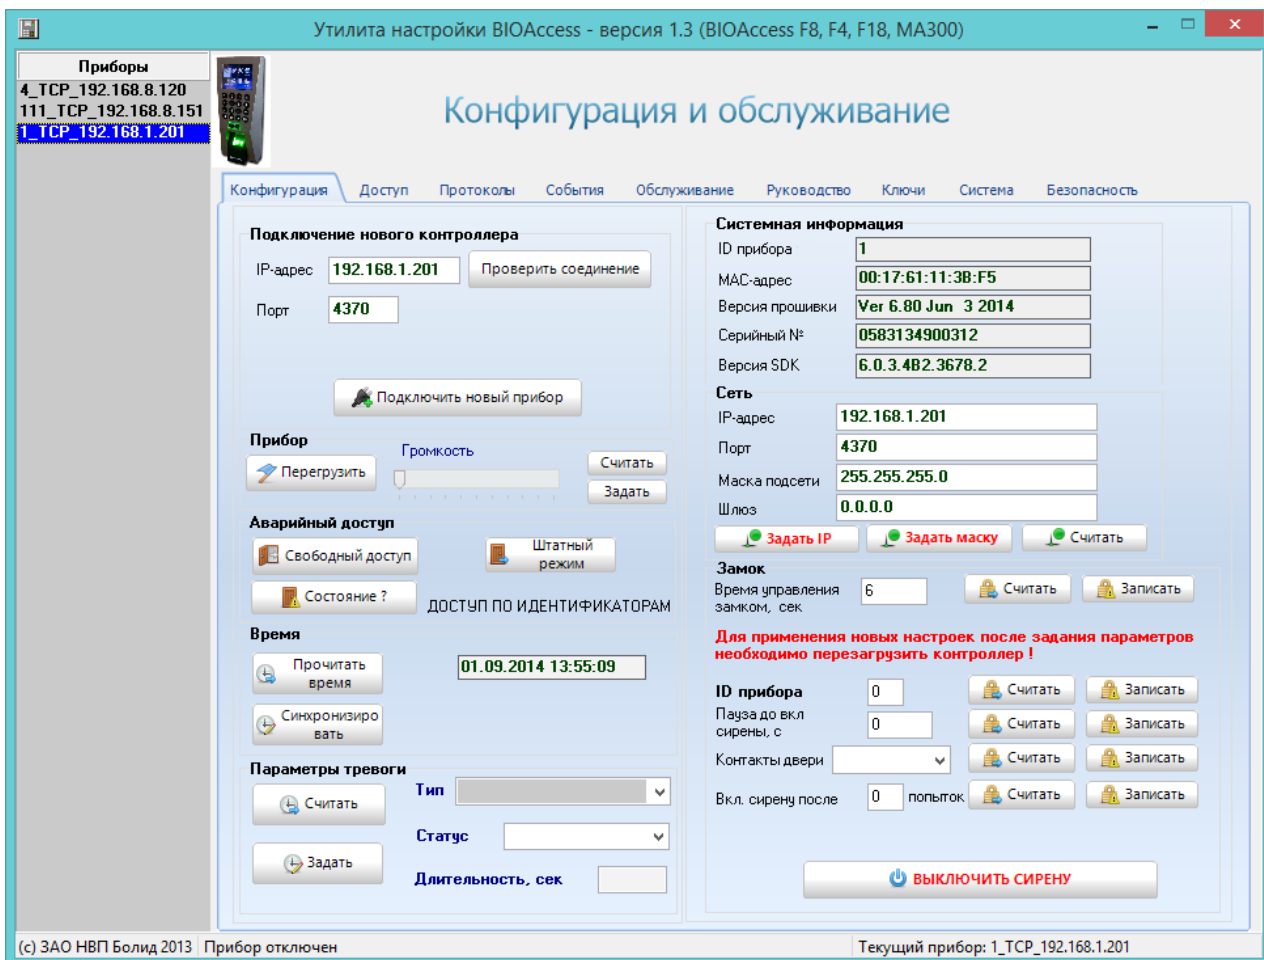 Утилита настройки BIOAccess - версия 1.3 (BIOAccess F8, F4, F18, MA300)
Приборы
4_TCP_192.168.8.120
111_TCP_192.168.8.151
1_TCP_192.168.1.201
Конфигурация и обслуживание
Конфигурация Доступ Протоколы События Обслуживание Руководство Ключи Система Безопасность
Подключение нового контроллера
IP-адрес 192.168.1.201 Проверить соединение
Порт 4370
Подключить новый прибор
Прибор
Перегрузить
Громкость
Считать
Задать
Аварийный доступ
Свободный доступ
Штатный
режим
Состояние ?
ДОСТУП ПО ИДЕНТИФИКАТОРАМ
Время
Прочитать
время
01.09.2014 13:55:09
Синхронизиро
вать
Параметры тревоги
Считать
Тип
Статус
Задать
Длительность, сек
Системная информация
ID прибора 1
MAC-адрес 00:17:61:11:3B:F5
Версия прошивки Ver 6.80 Jun 3 2014
Серийный № 0583134900312
Версия SDK 6.0.3.4B2.3678.2
Сеть
IP-адрес 192.168.1.201
Порт 4370
Маска подсети 255.255.255.0
Шлюз 0.0.0.0
Задать IP Задать маску Считать
Замок
Время управления
замком, сек
6 Считать Записать
Для применения новых настроек после задания параметров
необходимо перезагрузить контроллер !
ID прибора 0 Считать Записать
Пауза до вкл
сирены, с
0 Считать Записать
Контакты двери Считать Записать
Вкл. сирену после 0 попыток Считать Записать
ВЫКЛЮЧИТЬ СИРЕНУ
(c) ЗАО НВП Болид 2013 Прибор отключен Текущий прибор: 1_TCP_192.168.1.201